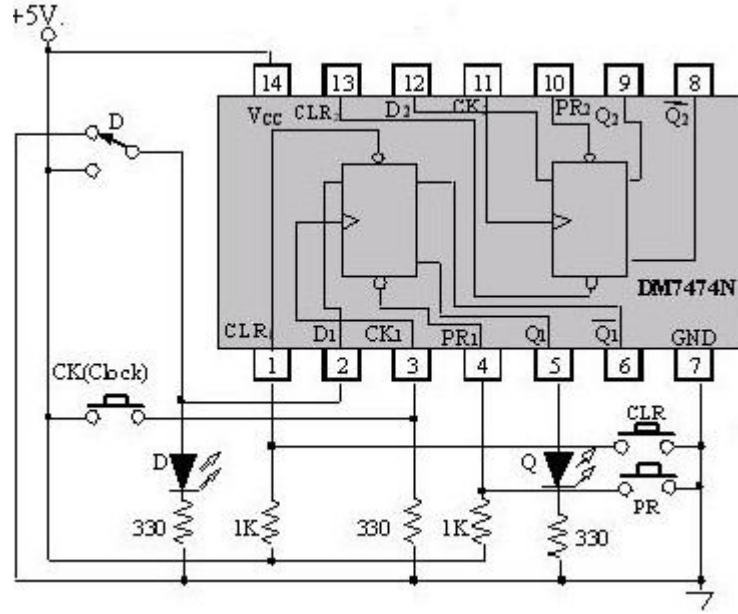 +5V.
14 13 12 11 10 9 8
D
VCC CLR2 D2 CK2 PR2 Q2 Q2
DM7474N
CLR1 D1 CK1 PR1 Q1 Q1 GND
1 2 3 4 5 6 7
CK(Clock)
CLR
D
Q
PR
330 1K 330 1K 330